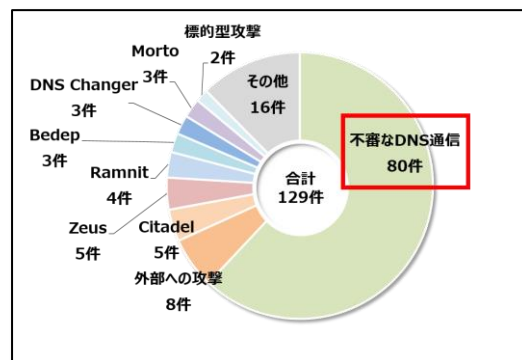 標的型攻撃
2件
Morto
3件
DNS Changer
3件
Bedep
3件
Ramnit
4件
Zeus
5件
Citadel
5件
外部への攻撃
8件
その他
16件
不審なDNS通信
80件
合計
129件